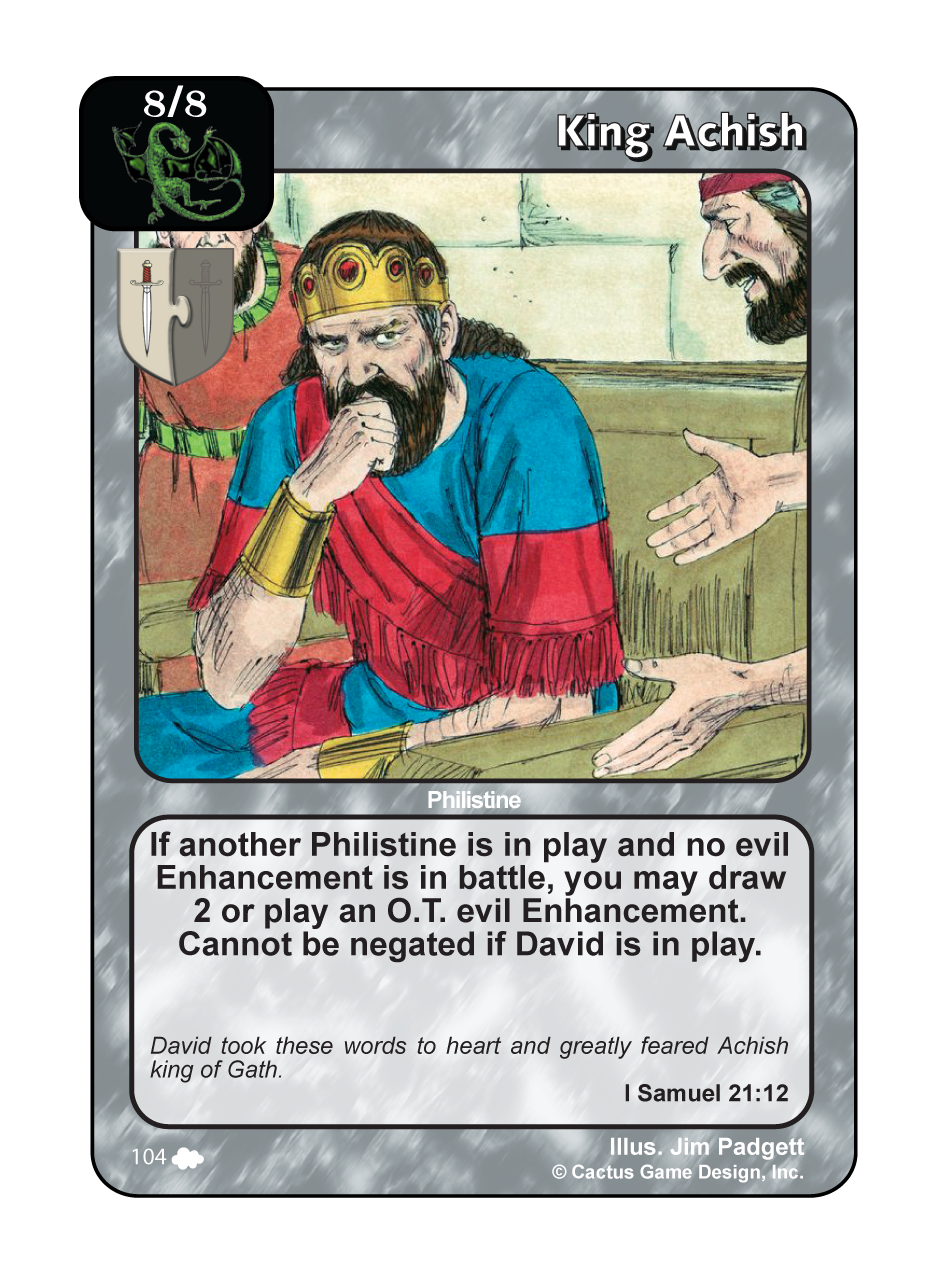 8/8
King Achish
Philistine
If another Philistine is in play and no evil
Enhancement is in battle, you may draw
2 or play an O.T. evil Enhancement.
Cannot be negated if David is in play.
David took these words to heart and greatly feared Achish
king of Gath.
I Samuel 21:12
104
Illus. Jim Padgett
© Cactus Game Design, Inc.